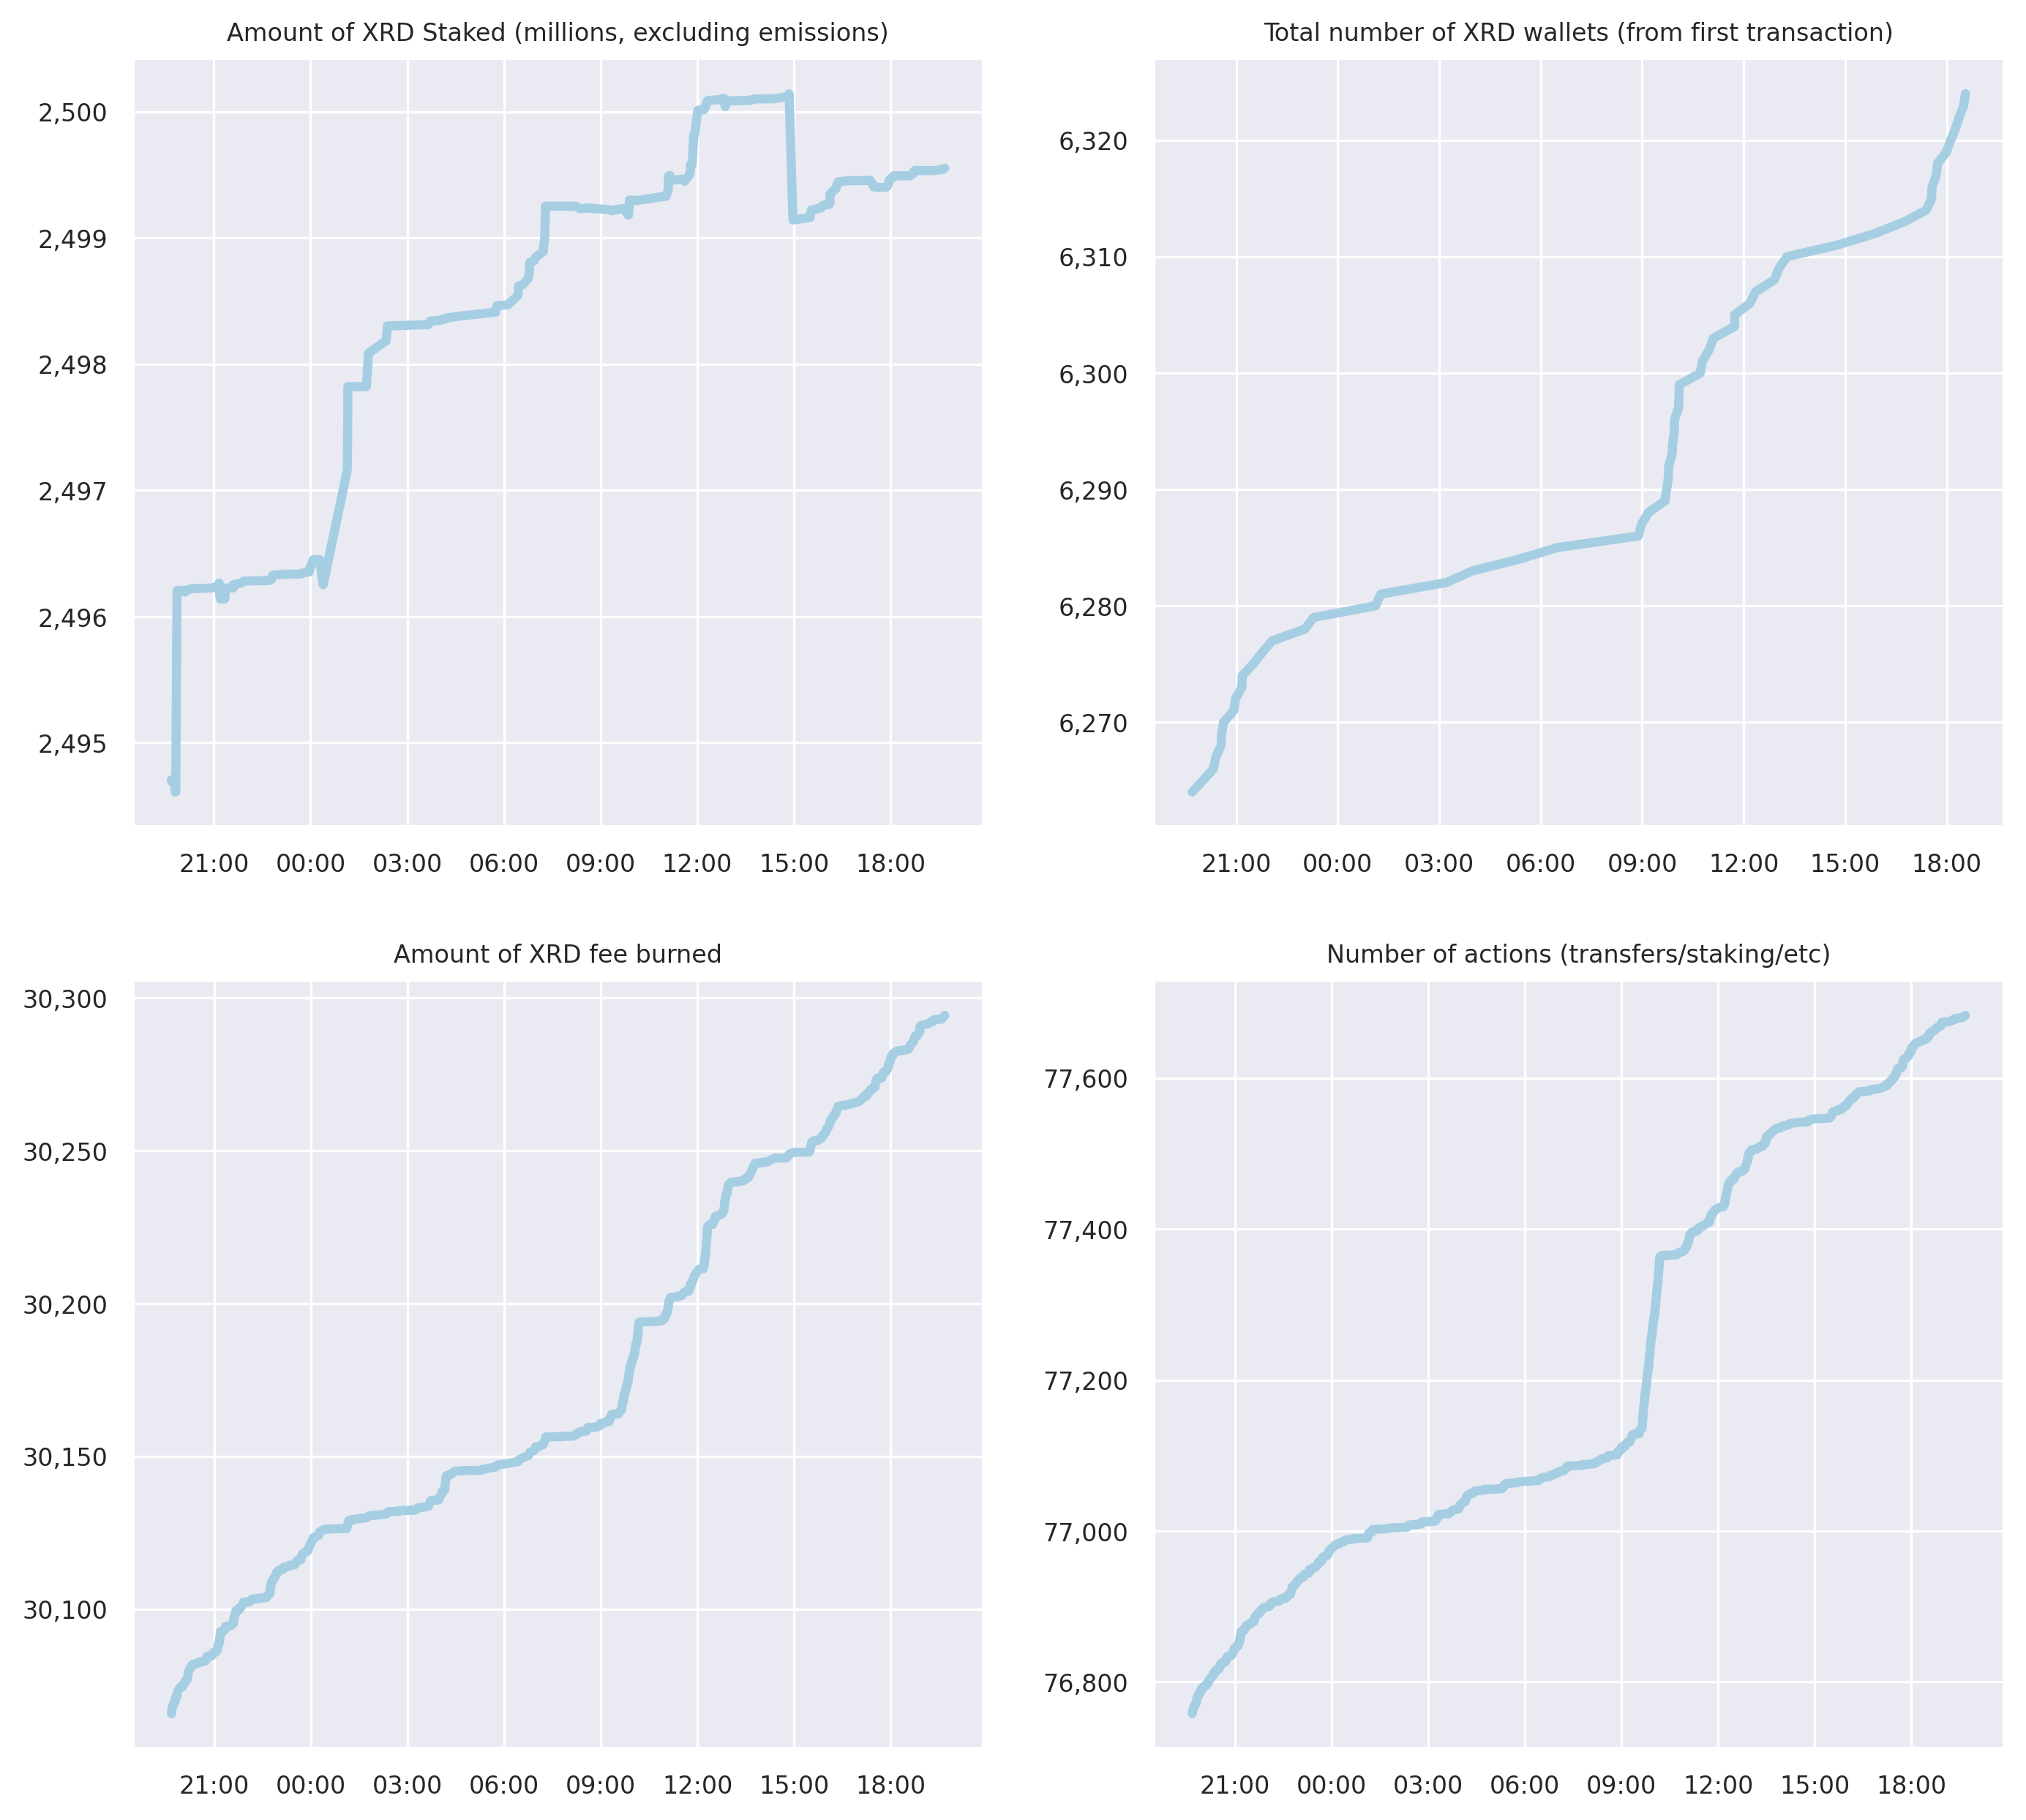 Amount of XRD Staked (millions, excluding emissions)
2,500
2,499
2,498
2,497
2,496
2,495
21:00 00:00 03:00 06:00 09:00 12:00 15:00 18:00
Total number of XRD wallets (from first transaction)
6,320
6,310
6,300
6,290
6,280
6,270
21:00 00:00 03:00 06:00 09:00 12:00 15:00 18:00
Amount of XRD fee burned
30,300
30,250
30,200
30,150
30,100
21:00 00:00 03:00 06:00 09:00 12:00 15:00 18:00
Number of actions (transfers/staking/etc)
77,600
77,400
77,200
77,000
76,800
21:00 00:00 03:00 06:00 09:00 12:00 15:00 18:00